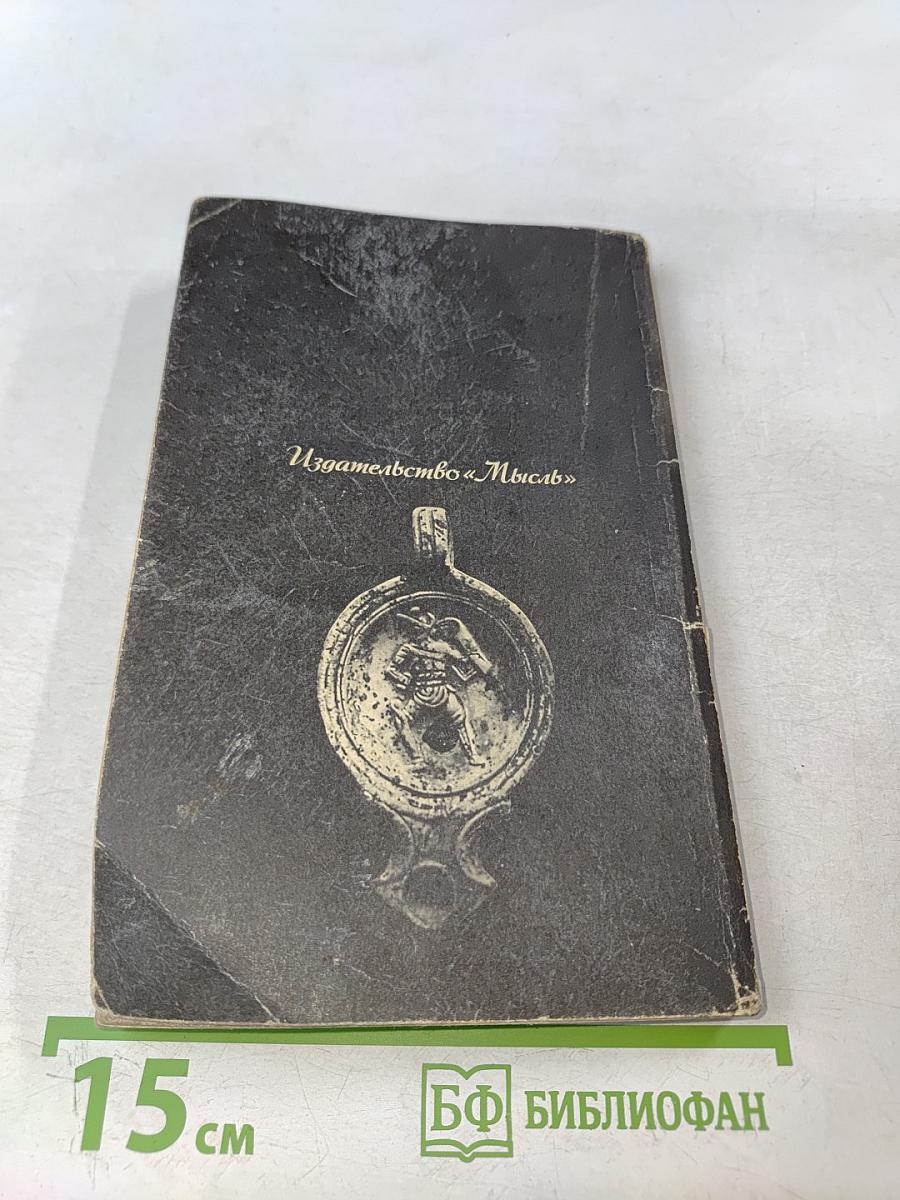 Издательство «Мысль»
15 см
БФ БИБЛИОФАН